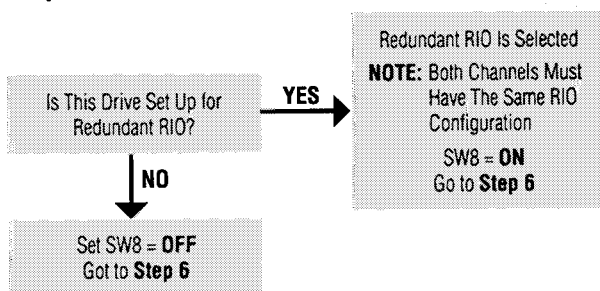 Is This Drive Set Up for
Redundant RIO?
YES
Redundant RIO Is Selected
NOTE: Both Channels Must
Have The Same RIO
Configuration
SW8 = ON
Go to Step 6
NO
Set SW8 = OFF
Got to Step 6